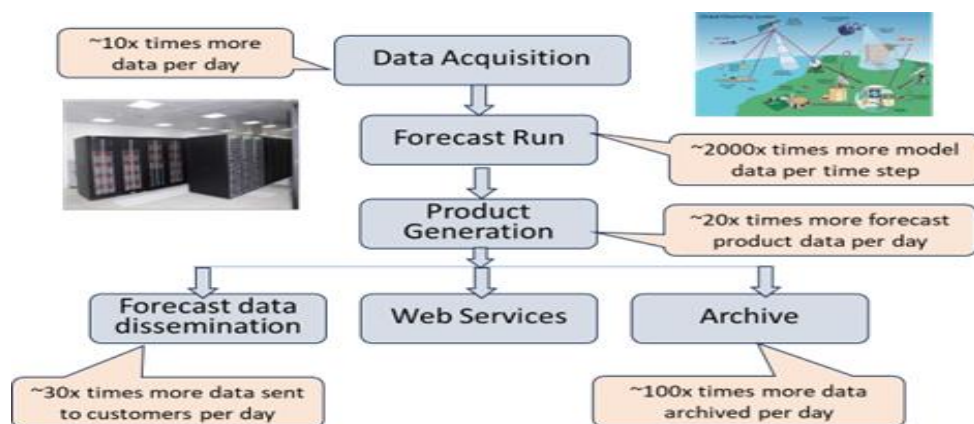 ~10x times more
data per day
Data Acquisition
Forecast Run
~2000x times more model
data per time step
Product
Generation
~20x times more forecast
product data per day
Forecast data
dissemination
Web Services
Archive
~30x times more data sent
to customers per day
~100x times more data
archived per day